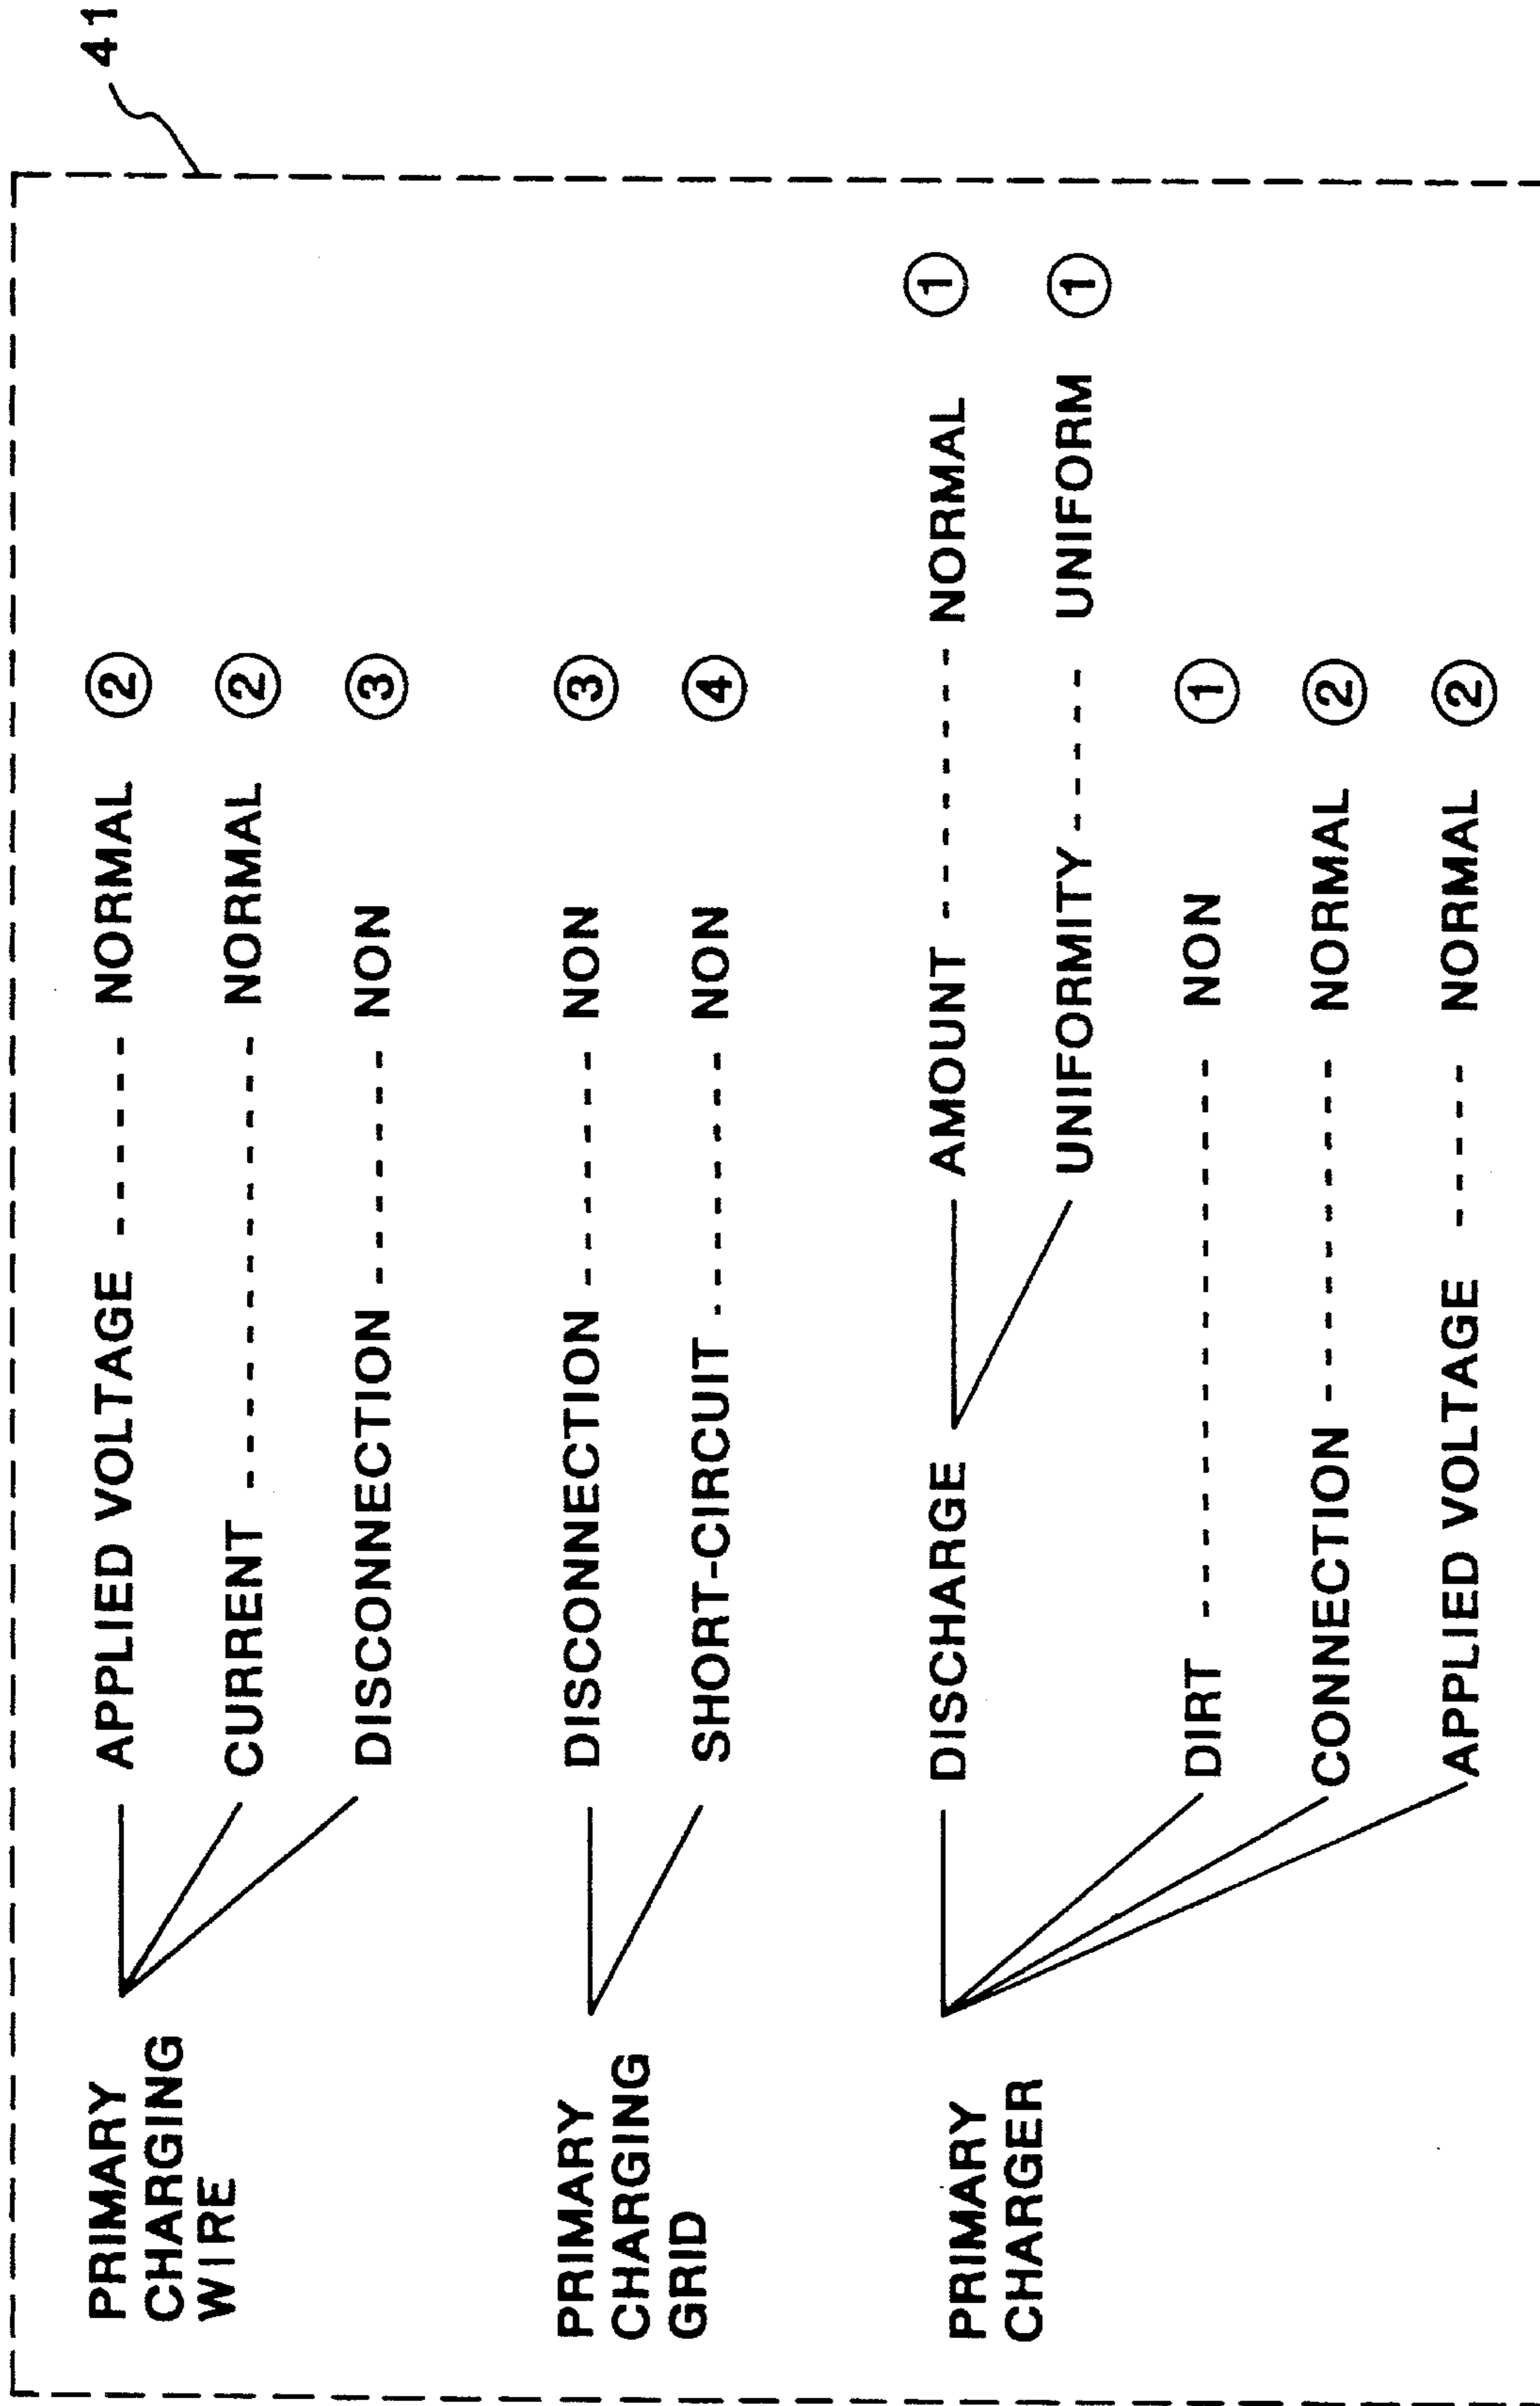 41
PRIMARY CHARGING WIRE
APPLIED VOLTAGE ----- NORMAL ②
CURRENT ------------- NORMAL ②
DISCONNECTION ------- NON ③
PRIMARY CHARGING GRID
DISCONNECTION ------- NON ③
SHORT-CIRCUIT ------- NON ④
PRIMARY CHARGER
DISCHARGE
AMOUNT -------- NORMAL ①
UNIFORMITY ----- UNIFORM ①
DIRT ---------------- NON ①
CONNECTION ---------- NORMAL ②
APPLIED VOLTAGE ----- NORMAL ②